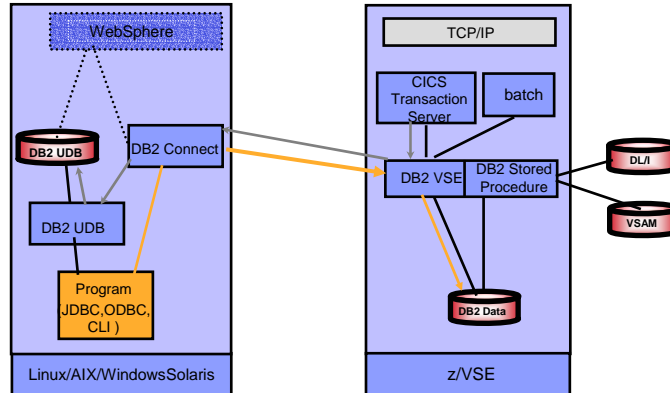 WebSphere
DB2 UDB
DB2 Connect
DB2 UDB
Program
(JDBC,ODBC,
CLI )
Linux/AIX/WindowsSolaris
TCP/IP
CICS
Transaction
Server
batch
DB2 VSE
DB2 Stored
Procedure
DL/I
VSAM
DB2 Data
z/VSE